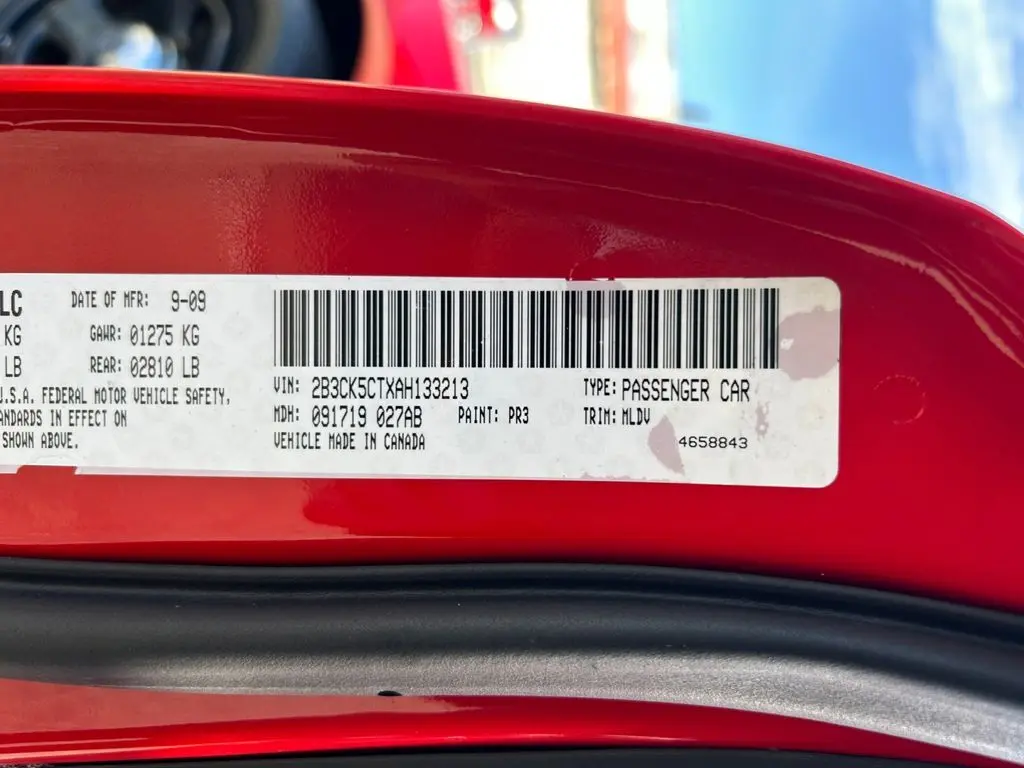 LC DATE OF MFR: 9-09
KG GAWR: 01275 KG
LB REAR: 02810 LB
U.S.A. FEDERAL MOTOR VEHICLE SAFETY,
ANDARDS IN EFFECT ON
SHOWN ABOVE.
VIN: 2B3CK5CTXAH133213 TYPE: PASSENGER CAR
MDH: 091719 027AB PAINT: PR3 TRIM: MLDV
VEHICLE MADE IN CANADA 4658843